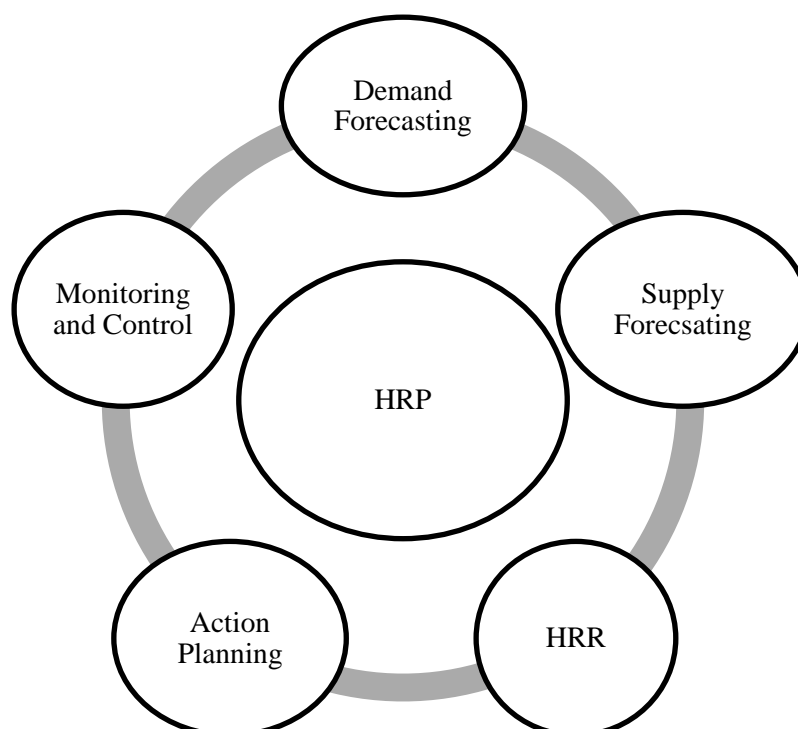 Demand
Forecasting
Supply
Forecsating
HRR
Action
Planning
Monitoring
and Control
HRP